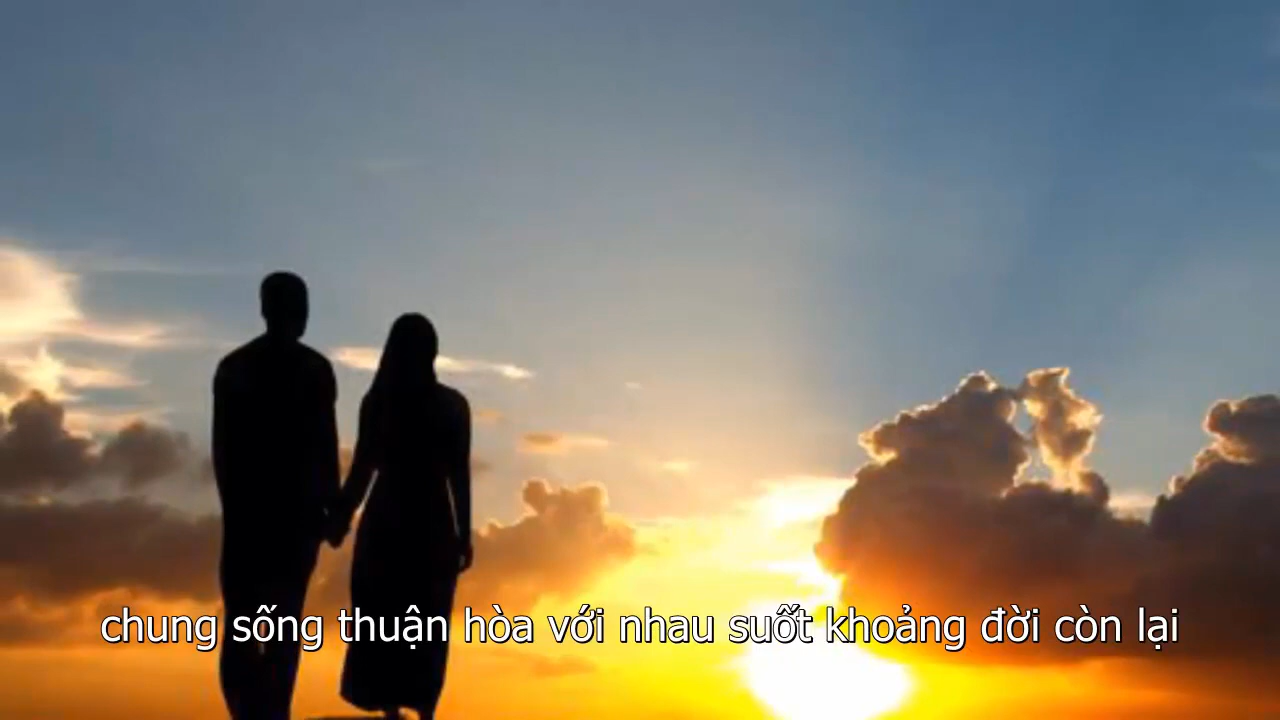 chung sống thuận hòa với nhau suốt khoảng đời còn lại